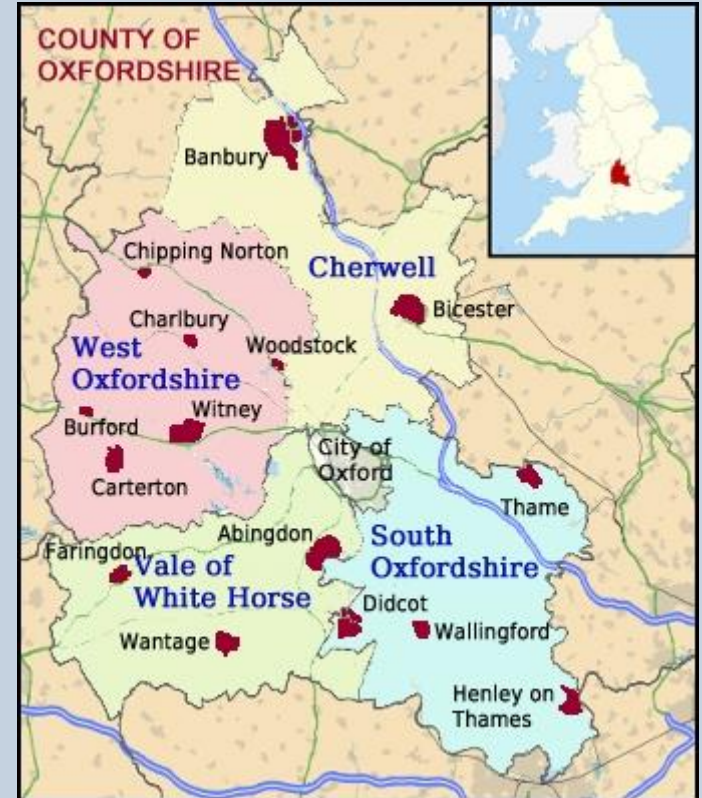 COUNTY OF
OXFORDSHIRE
Banbury
Chipping Norton
Cherwell
Bicester
Charlbury
Woodstock
West
Oxfordshire
Witney
Burford
City of
Oxford
Carterton
Thame
Abingdon
South
Oxfordshire
Faringdon
Vale of
White Horse
Didcot
Wantage
Wallingford
Henley on
Thames